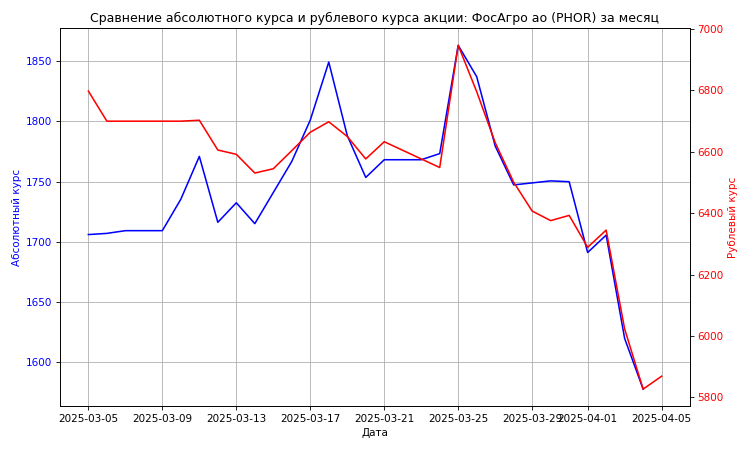 Сравнение абсолютного курса и рублевого курса акции: ФосАгро ао (PHOR) за месяц
7000
1850
6800
1800
6600
1750
6400
1700
6200
1650
6000
1600
5800
Абсолютный курс
Рублевый курс
2025-03-05 2025-03-09 2025-03-13 2025-03-17 2025-03-21 2025-03-25 2025-03-29 2025-04-01 2025-04-05
Дата